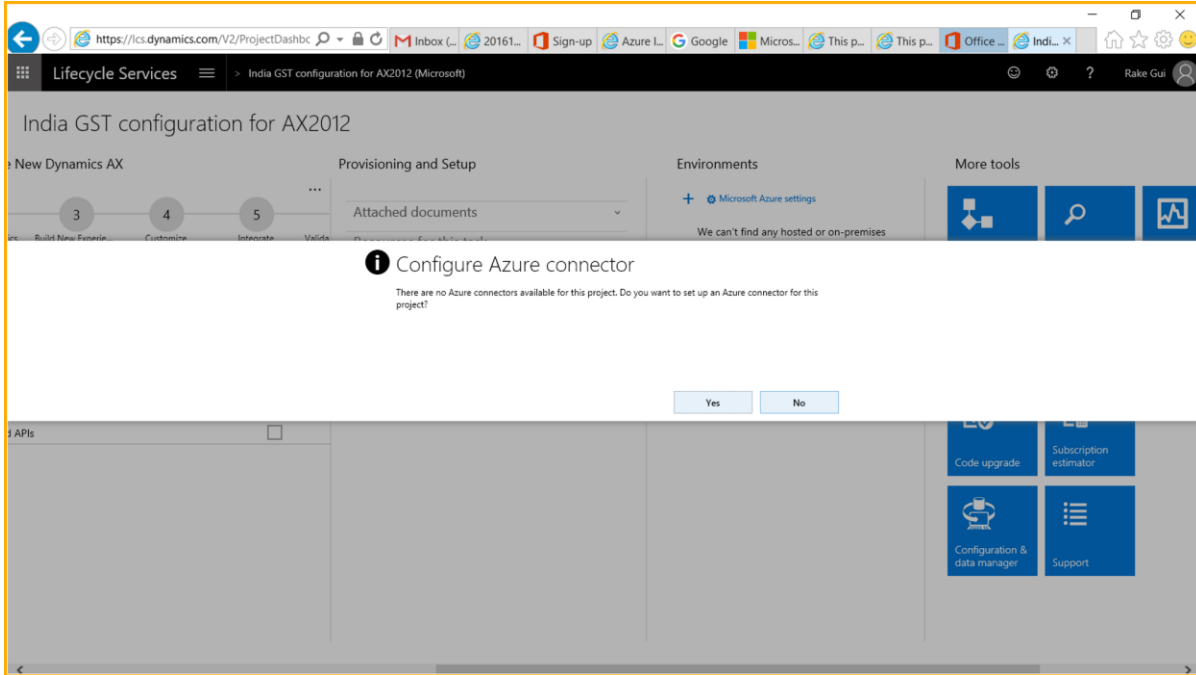 https://lcs.dynamics.com/V2/ProjectDashbc
Inbox (...
20161...
Sign-up
Azure I...
Google
Micros...
This p...
This p...
Office ...
Indi...
Lifecycle Services
> India GST configuration for AX2012 (Microsoft)
?
Rake Gui
India GST configuration for AX2012
New Dynamics AX
Provisioning and Setup
Environments
More tools
...
3
4
5
Attached documents
+ Microsoft Azure settings
We can't find any hosted or on-premises
Build New Experie...
Customize
Integrate
Valida
Resources for this task
Configure Azure connector
There are no Azure connectors available for this project. Do you want to set up an Azure connector for this
project?
Yes
No
APIs
Code upgrade
Subscription
estimator
Configuration &
data manager
Support